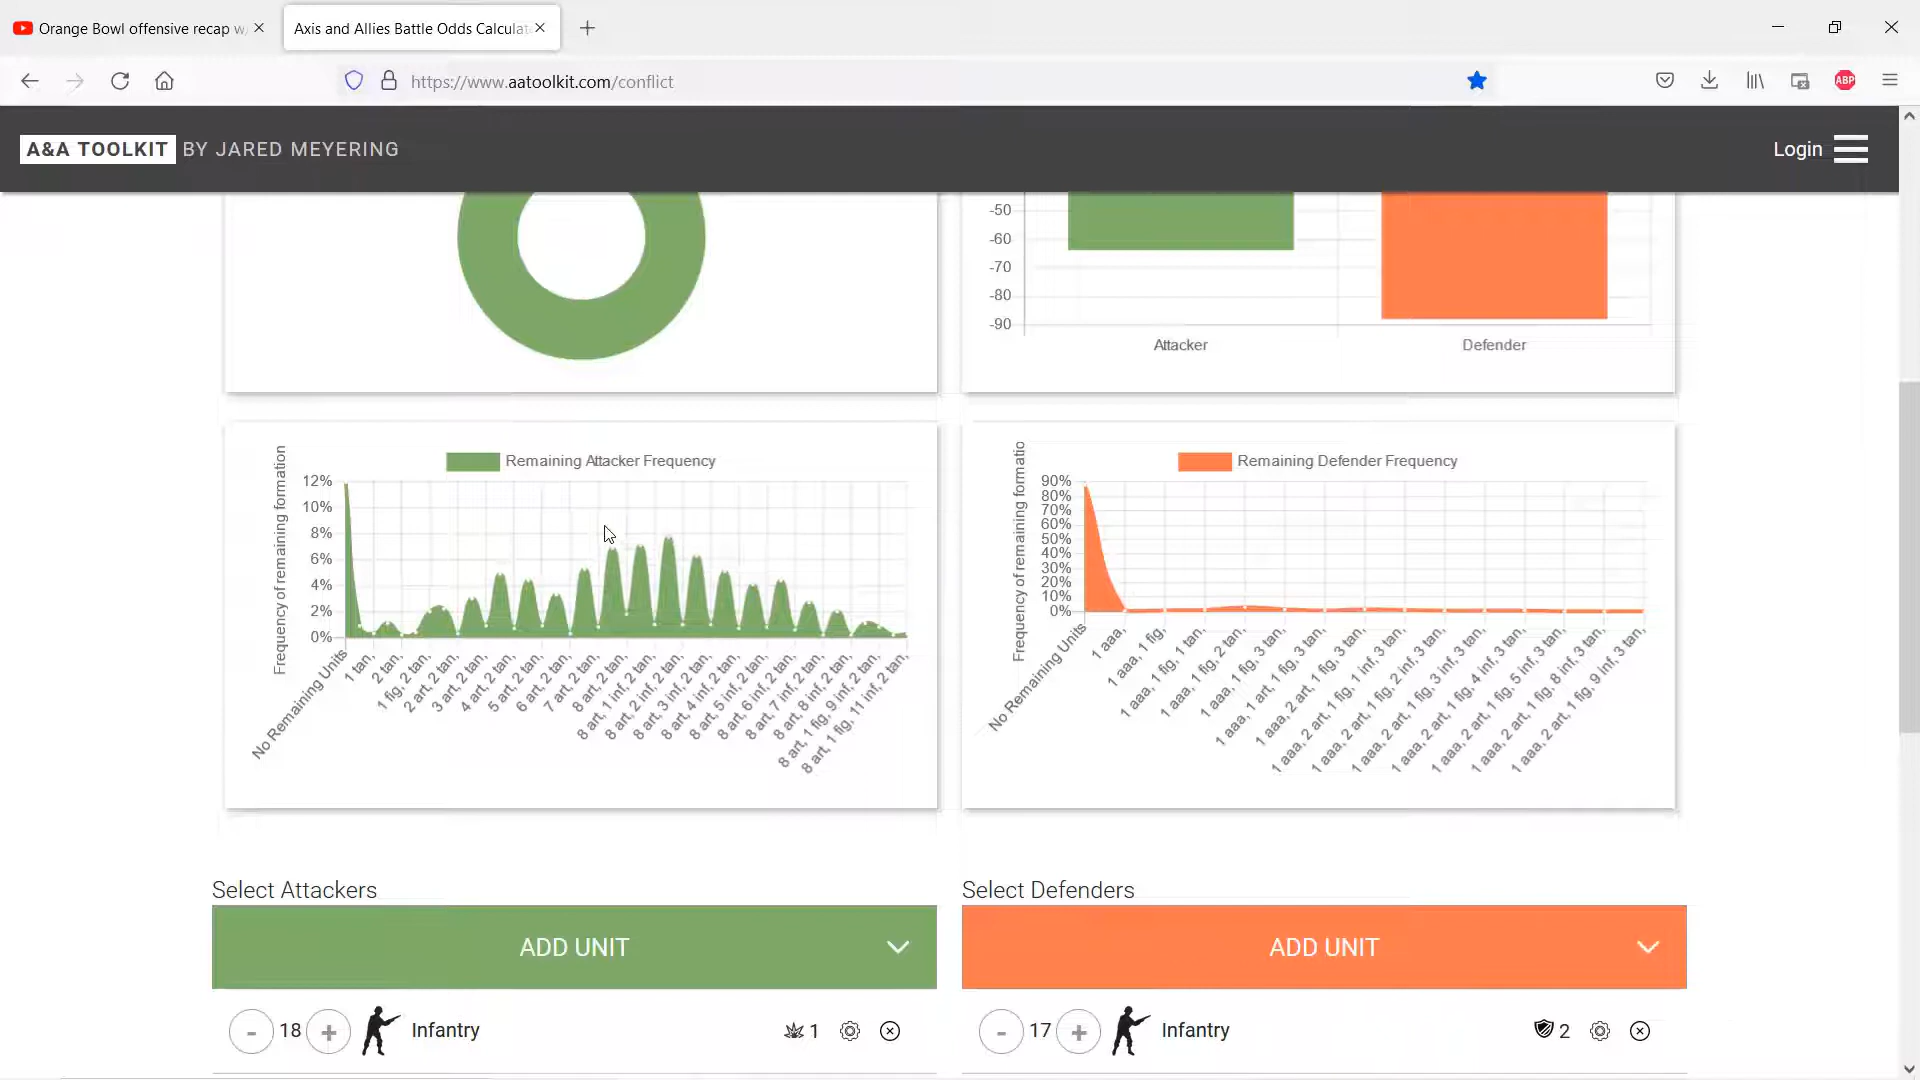 Orange Bowl offensive recap w
Axis and Allies Battle Odds Calculat
https://www.aatoolkit.com/conflict
ABP
A&A TOOLKIT BY JARED MEYERING
Login
-50
-60
-70
-80
-90
Attacker
Defender
Remaining Attacker Frequency
Frequency of remaining formation
12%
10%
8%
6%
4%
2%
0%
No Remaining Units
1 tan,
2 tan,
1 fig, 2 tan,
2 art, 2 tan,
3 art, 2 tan,
4 art, 2 tan,
5 art, 2 tan,
6 art, 2 tan,
7 art, 2 tan,
8 art, 2 tan,
8 art, 1 inf, 2 tan,
8 art, 2 inf, 2 tan,
8 art, 3 inf, 2 tan,
8 art, 4 inf, 2 tan,
8 art, 5 inf, 2 tan,
8 art, 6 inf, 2 tan,
8 art, 7 inf, 2 tan,
8 art, 8 inf, 2 tan,
8 art, 1 fig, 9 inf, 2 tan,
8 art, 1 fig, 11 inf, 2 tan,
Remaining Defender Frequency
Frequency of remaining formatio
90%
80%
70%
60%
50%
40%
30%
20%
10%
0%
No Remaining Units
1 aaa,
1 aaa, 1 fig,
1 aaa, 1 fig, 1 tan,
1 aaa, 1 fig, 2 tan,
1 aaa, 1 fig, 3 tan,
1 aaa, 1 art, 1 fig, 3 tan,
1 aaa, 2 art, 1 fig, 3 tan,
1 aaa, 2 art, 1 fig, 1 inf, 3 tan,
1 aaa, 2 art, 1 fig, 2 inf, 3 tan,
1 aaa, 2 art, 1 fig, 3 inf, 3 tan,
1 aaa, 2 art, 1 fig, 4 inf, 3 tan,
1 aaa, 2 art, 1 fig, 5 inf, 3 tan,
1 aaa, 2 art, 1 fig, 8 inf, 3 tan,
1 aaa, 2 art, 1 fig, 9 inf, 3 tan,
Select Attackers
Select Defenders
ADD UNIT
ADD UNIT
- 18 + Infantry 1
- 17 + Infantry 2